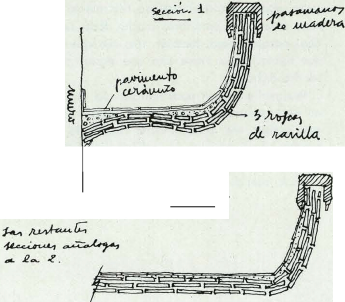 Sección 1
pasamanos
de madera
pavimento
cerámico
muro
3 roscas
de rasilla
Las restantes
secciones análogas
a la 2.